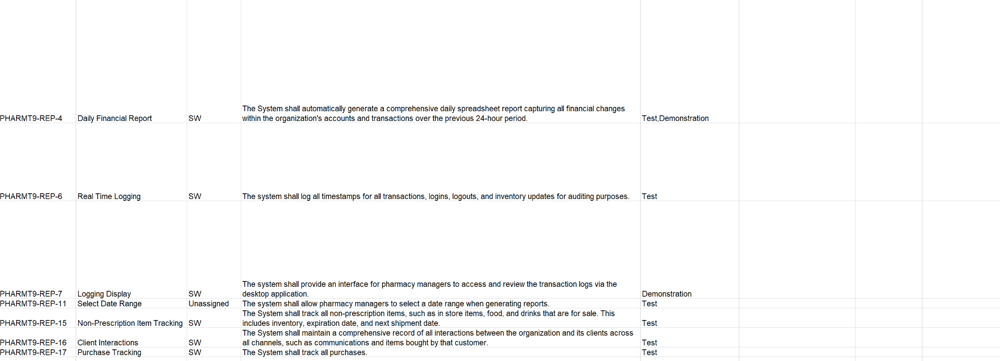 The System shall automatically generate a comprehensive daily spreadsheet report capturing all financial changes
PHARMT9-REP-4 Daily Financial Report SW within the organization's accounts and transactions over the previous 24-hour period. Test,Demonstration
PHARMT9-REP-6 Real Time Logging SW The system shall log all timestamps for all transactions, logins, logouts, and inventory updates for auditing purposes. Test
The system shall provide an interface for pharmacy managers to access and review the transaction logs via the
PHARMT9-REP-7 Logging Display SW desktop application. Demonstration
PHARMT9-REP-11 Select Date Range Unassigned The system shall allow pharmacy managers to select a date range when generating reports. Test
The System shall track all non-prescription items, such as in store items, food, and drinks that are for sale. This
PHARMT9-REP-15 Non-Prescription Item Tracking SW includes inventory, expiration date, and next shipment date. Test
The System shall maintain a comprehensive record of all interactions between the organization and its clients across
PHARMT9-REP-16 Client Interactions SW all channels, such as communications and items bought by that customer. Test
PHARMT9-REP-17 Purchase Tracking SW The System shall track all purchases. Test